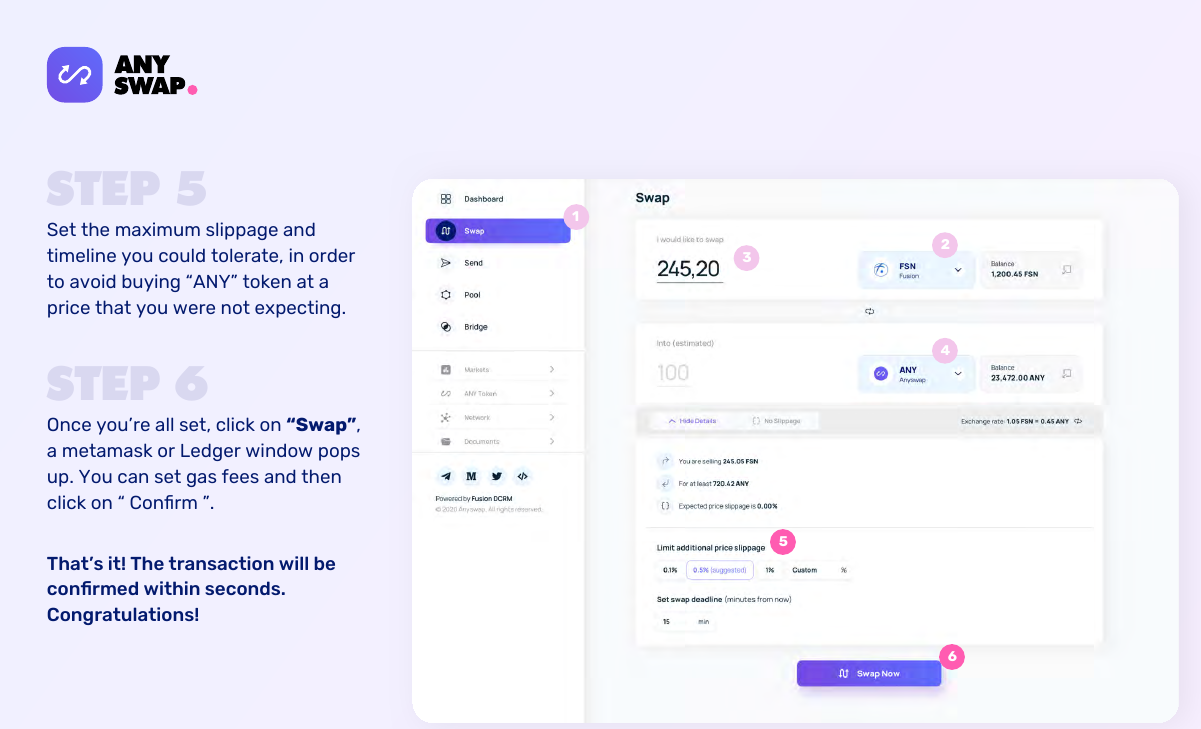 ANY
SWAP.
STEP 5
Set the maximum slippage and
timeline you could tolerate, in order
to avoid buying “ANY” token at a
price that you were not expecting.
STEP 6
Once you’re all set, click on “Swap”,
a metamask or Ledger window pops
up. You can set gas fees and then
click on “ Confirm ”.
That’s it! The transaction will be
confirmed within seconds.
Congratulations!
Dashboard
1
Swap
Send
Pool
Bridge
Markets
ANY Token
Network
Documents
Powered by Fusion DCRM
© 2020 Anyswap. All rights reserved.
Swap
I would like to swap
245,20
3
2
FSN
Fusion
Balance
1,200.45 FSN
Into (estimated)
100
4
ANY
Anyswap
Balance
23,472.00 ANY
Hide Details
No Slippage
Exchange rate: 1.05 FSN = 0.45 ANY
You are selling 245.05 FSN
For at least 720.42 ANY
Expected price slippage is 0.00%
Limit additional price slippage
5
0.1% 0.5% (suggested) 1% Custom %
Set swap deadline (minutes from now)
15 min
6
Swap Now